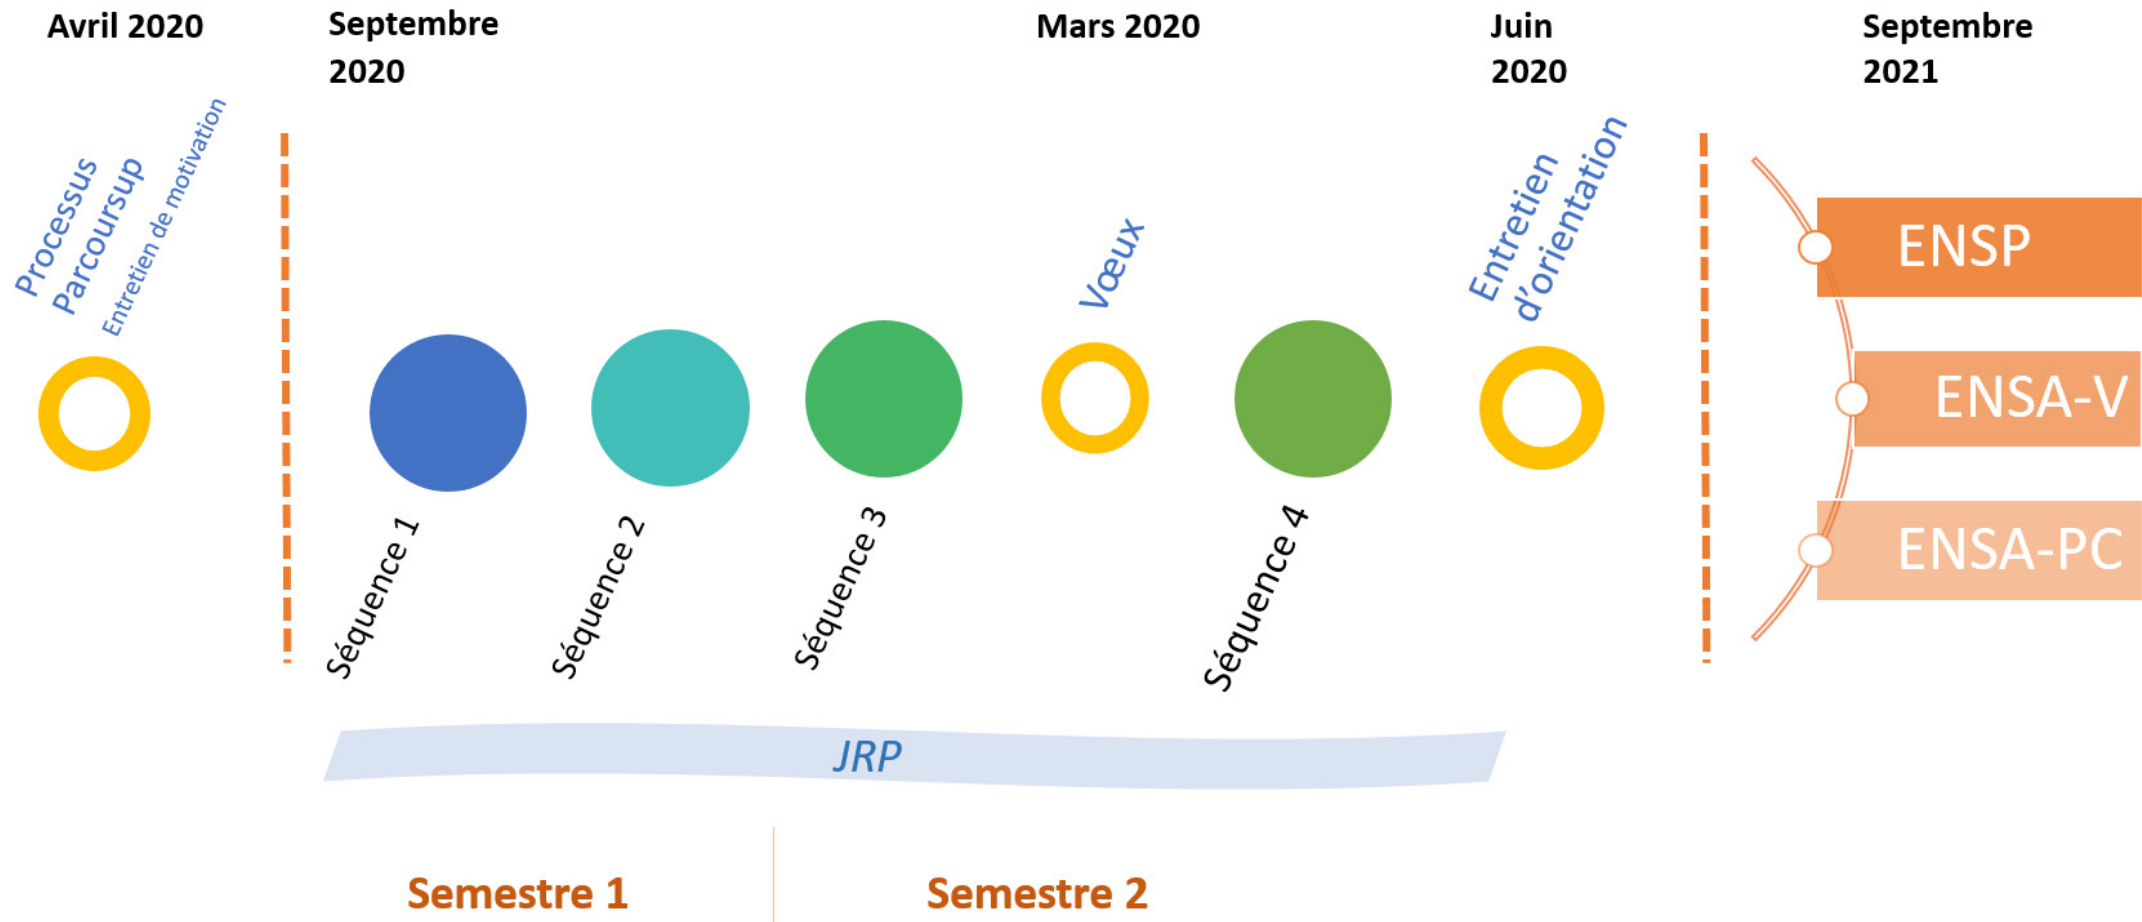 Avril 2020
Septembre
2020
Mars 2020
Juin
2020
Septembre
2021
Processus
Parcoursup
Entretien de motivation
Vœux
Entretien
d'orientation
ENSP
ENSA-V
ENSA-PC
Séquence 1
Séquence 2
Séquence 3
Séquence 4
JRP
Semestre 1
Semestre 2